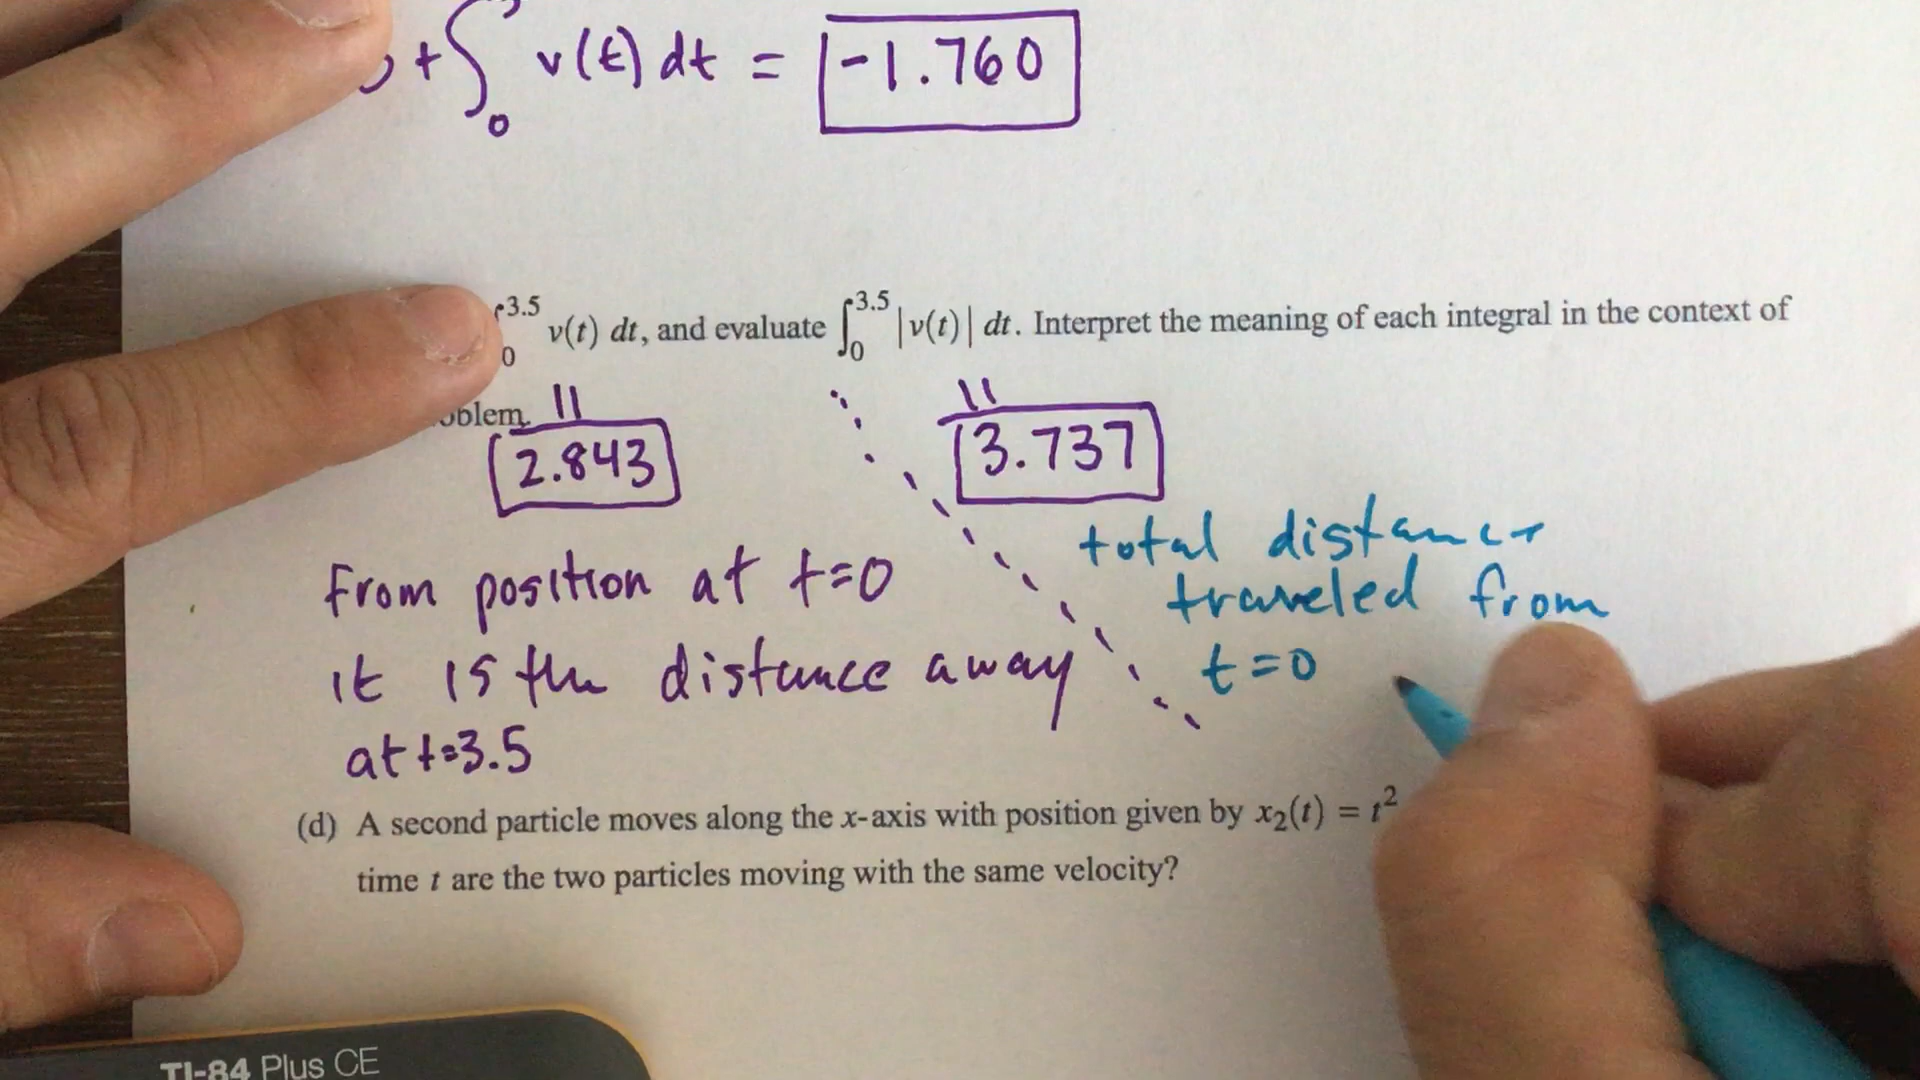 + ∫₀ v(t) dt = -1.760
∫₀^3.5 v(t) dt, and evaluate ∫₀^3.5 |v(t)| dt. Interpret the meaning of each integral in the context of
oblem.
= =
2.843
3.737
From position at t=0
it is the distance away
at t=3.5
total distance
traveled from
t=0
(d) A second particle moves along the x-axis with position given by x₂(t) = t²
time t are the two particles moving with the same velocity?
TI-84 Plus CE